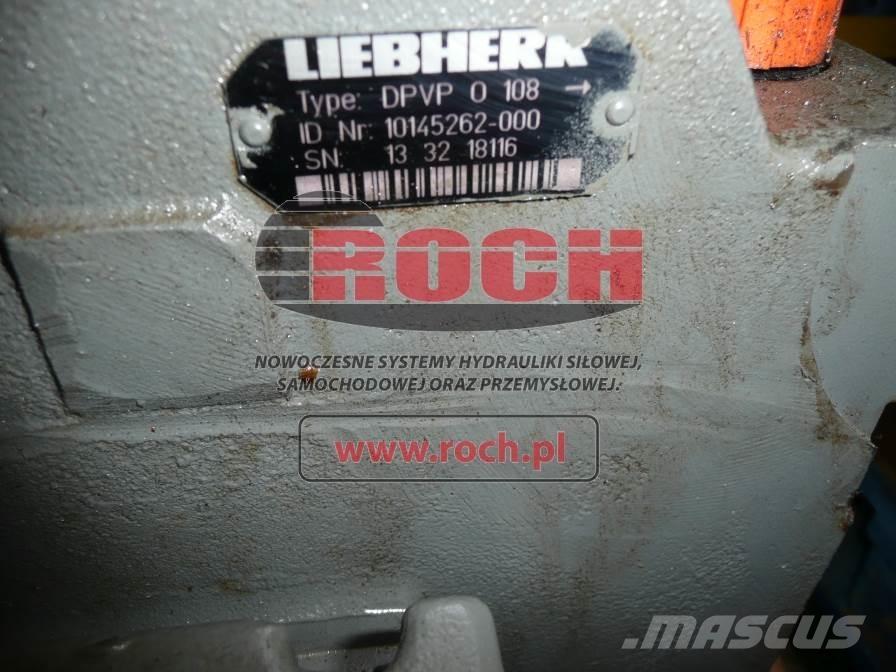 LIEBHERR
Type: DPVP O 108 →
ID Nr: 10145262-000
SN: 13 32 18116
ROCH
NOWOCZESNE SYSTEMY HYDRAULIKI SIŁOWEJ,
SAMOCHODOWEJ ORAZ PRZEMYSŁOWEJ.
www.roch.pl
MASCUS